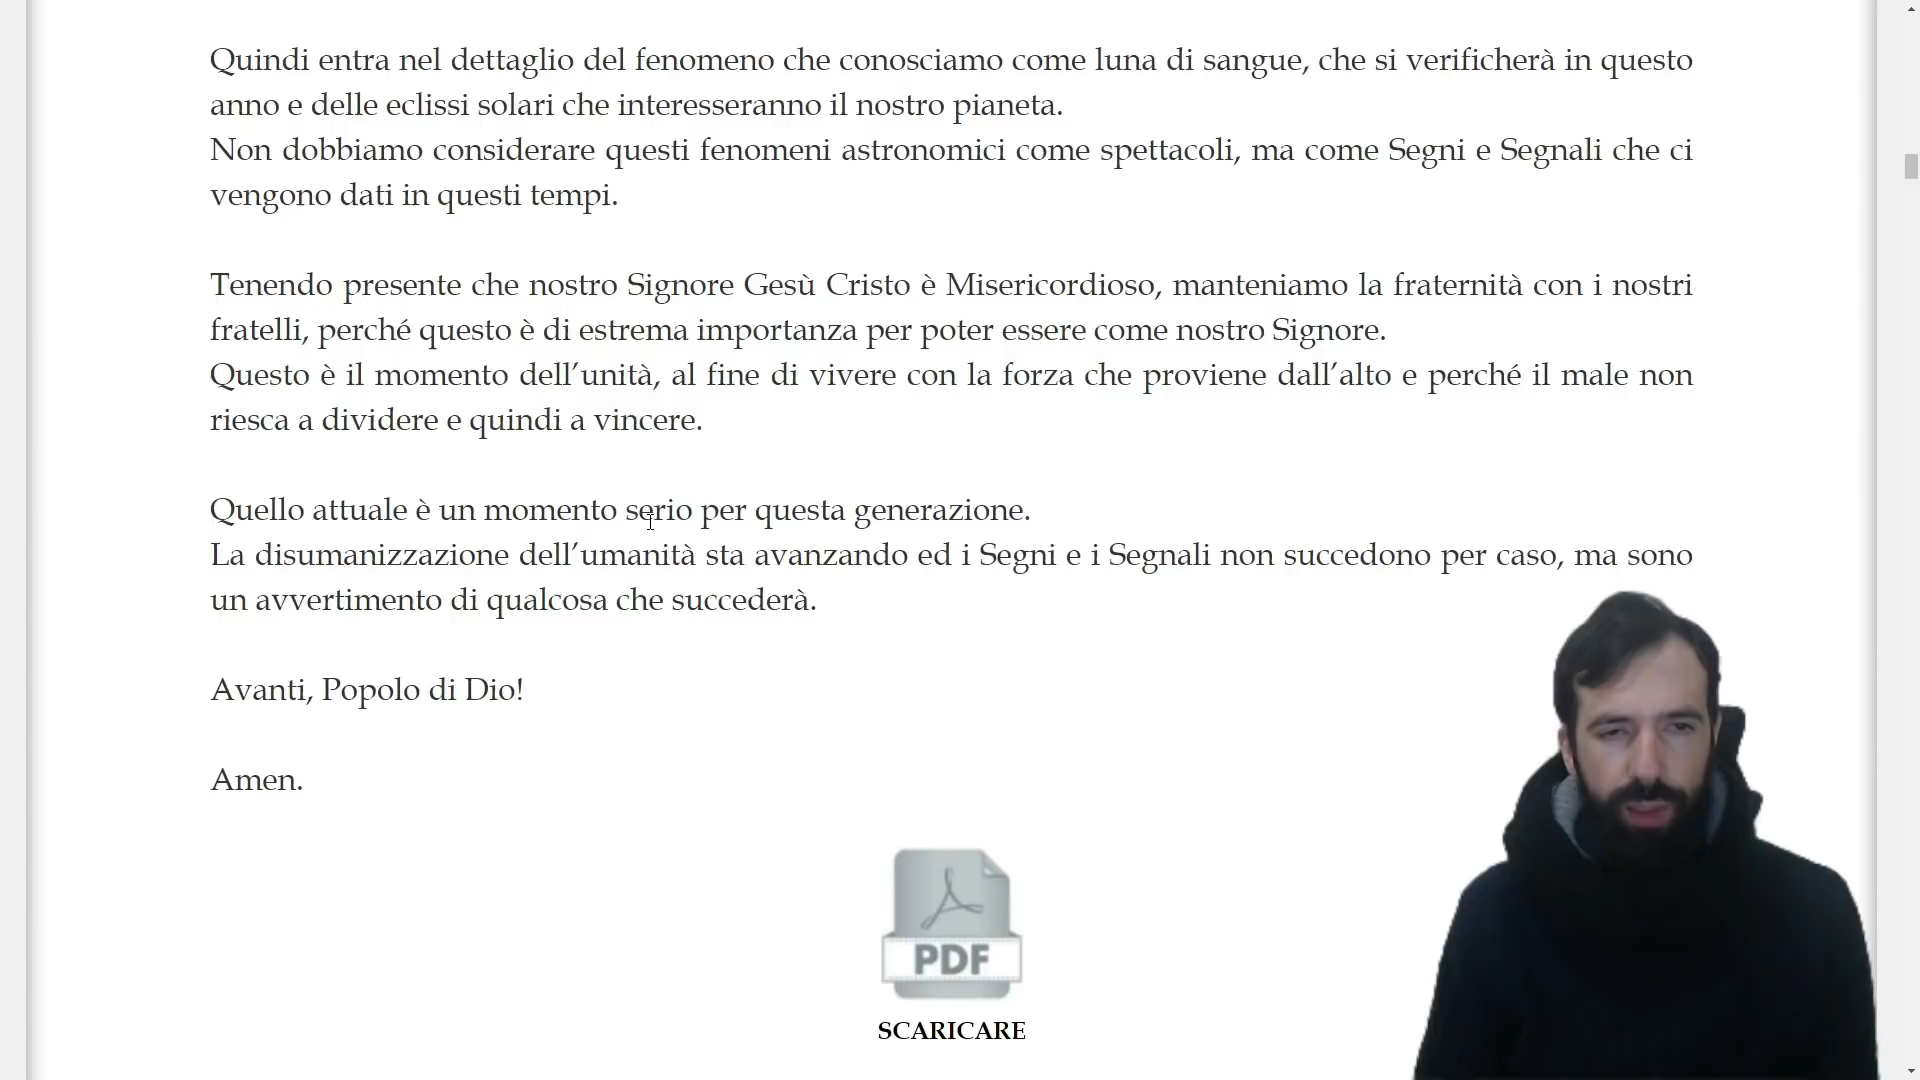 Quindi entra nel dettaglio del fenomeno che conosciamo come luna di sangue, che si verificherà in questo
anno e delle eclissi solari che interesseranno il nostro pianeta.
Non dobbiamo considerare questi fenomeni astronomici come spettacoli, ma come Segni e Segnali che ci
vengono dati in questi tempi.
Tenendo presente che nostro Signore Gesù Cristo è Misericordioso, manteniamo la fraternità con i nostri
fratelli, perché questo è di estrema importanza per poter essere come nostro Signore.
Questo è il momento dell’unità, al fine di vivere con la forza che proviene dall’alto e perché il male non
riesca a dividere e quindi a vincere.
Quello attuale è un momento serio per questa generazione.
La disumanizzazione dell’umanità sta avanzando ed i Segni e i Segnali non succedono per caso, ma sono
un avvertimento di qualcosa che succederà.
Avanti, Popolo di Dio!
Amen.
PDF
SCARICARE